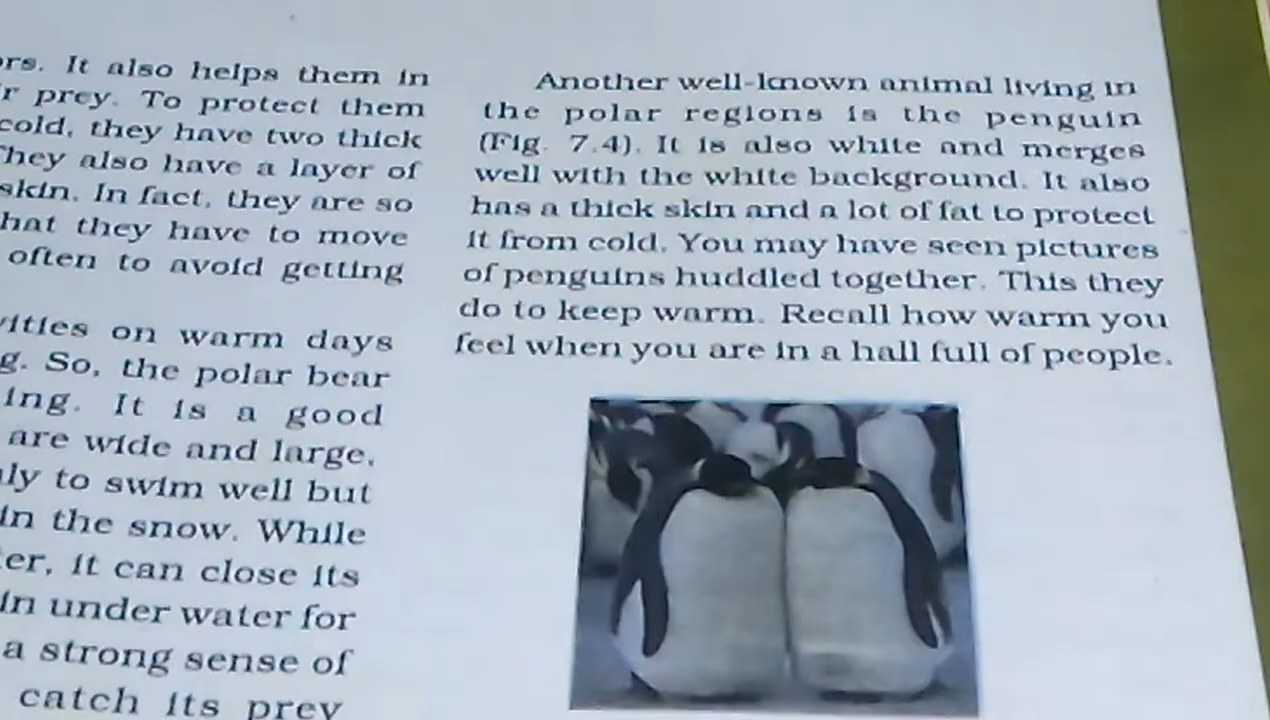 ors. It also helps them in
r prey. To protect them
cold, they have two thick
They also have a layer of
skin. In fact, they are so
hat they have to move
often to avoid getting
vities on warm days
g. So, the polar bear
ing. It is a good
are wide and large,
ly to swim well but
in the snow. While
er, it can close its
in under water for
a strong sense of
catch its prey
Another well-known animal living in
the polar regions is the penguin
(Fig. 7.4). It is also white and merges
well with the white background. It also
has a thick skin and a lot of fat to protect
it from cold. You may have seen pictures
of penguins huddled together. This they
do to keep warm. Recall how warm you
feel when you are in a hall full of people.